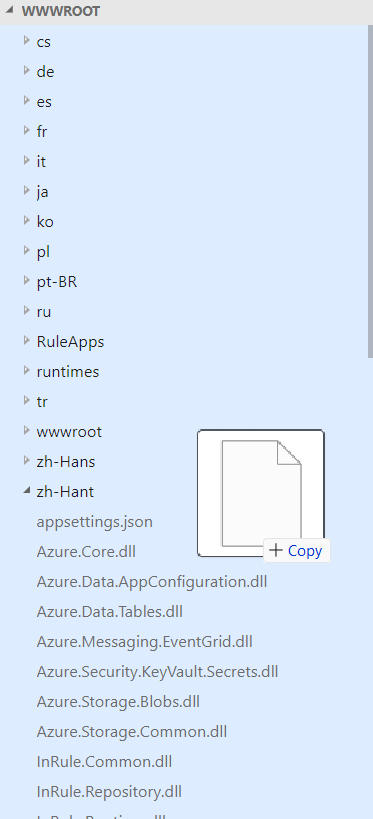 WWWROOT
cs
de
es
fr
it
ja
ko
pl
pt-BR
ru
RuleApps
runtimes
tr
wwwroot
zh-Hans
zh-Hant
appsettings.json
Azure.Core.dll
+ Copy
Azure.Data.AppConfiguration.dll
Azure.Data.Tables.dll
Azure.Messaging.EventGrid.dll
Azure.Security.KeyVault.Secrets.dll
Azure.Storage.Blobs.dll
Azure.Storage.Common.dll
InRule.Common.dll
InRule.Repository.dll